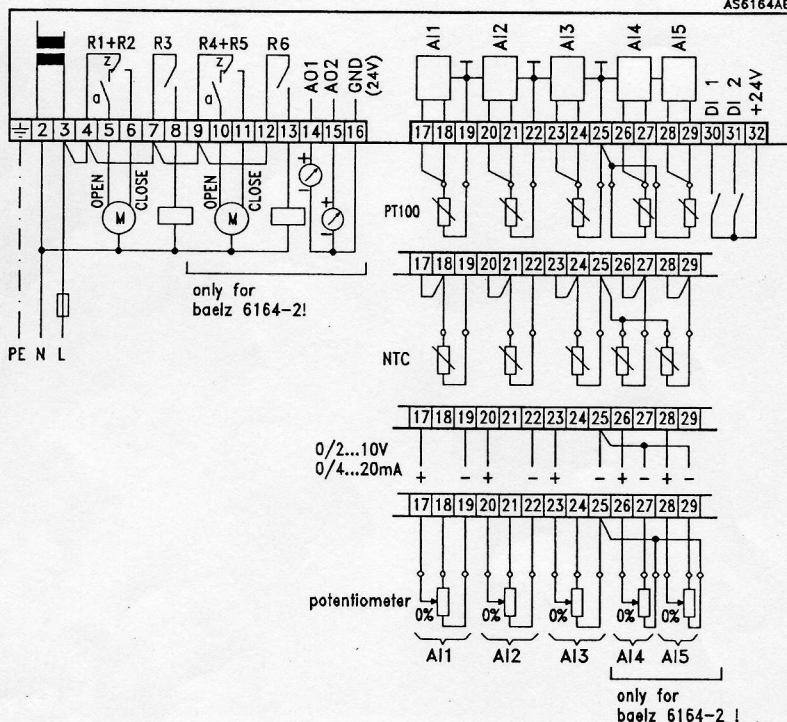 AS6164AE
R1+R2 R3 R4+R5 R6 AO1 AO2 GND (24V) AI1 AI2 AI3 AI4 AI5 DI 1 DI 2 +24V
z z
a a
2 3 4 5 6 7 8 9 10 11 12 13 14 15 16
17 18 19 20 21 22 23 24 25 26 27 28 29 30 31 32
OPEN CLOSE OPEN CLOSE + - + -
M M
PT100
only for
baelz 6164-2!
17 18 19 20 21 22 23 24 25 26 27 28 29
PE N L
NTC
17 18 19 20 21 22 23 24 25 26 27 28 29
0/2...10V
0/4...20mA
+ - + - + - + - + -
17 18 19 20 21 22 23 24 25 26 27 28 29
potentiometer
0% 0% 0% 0% 0%
AI1 AI2 AI3 AI4 AI5
only for
baelz 6164-2 !